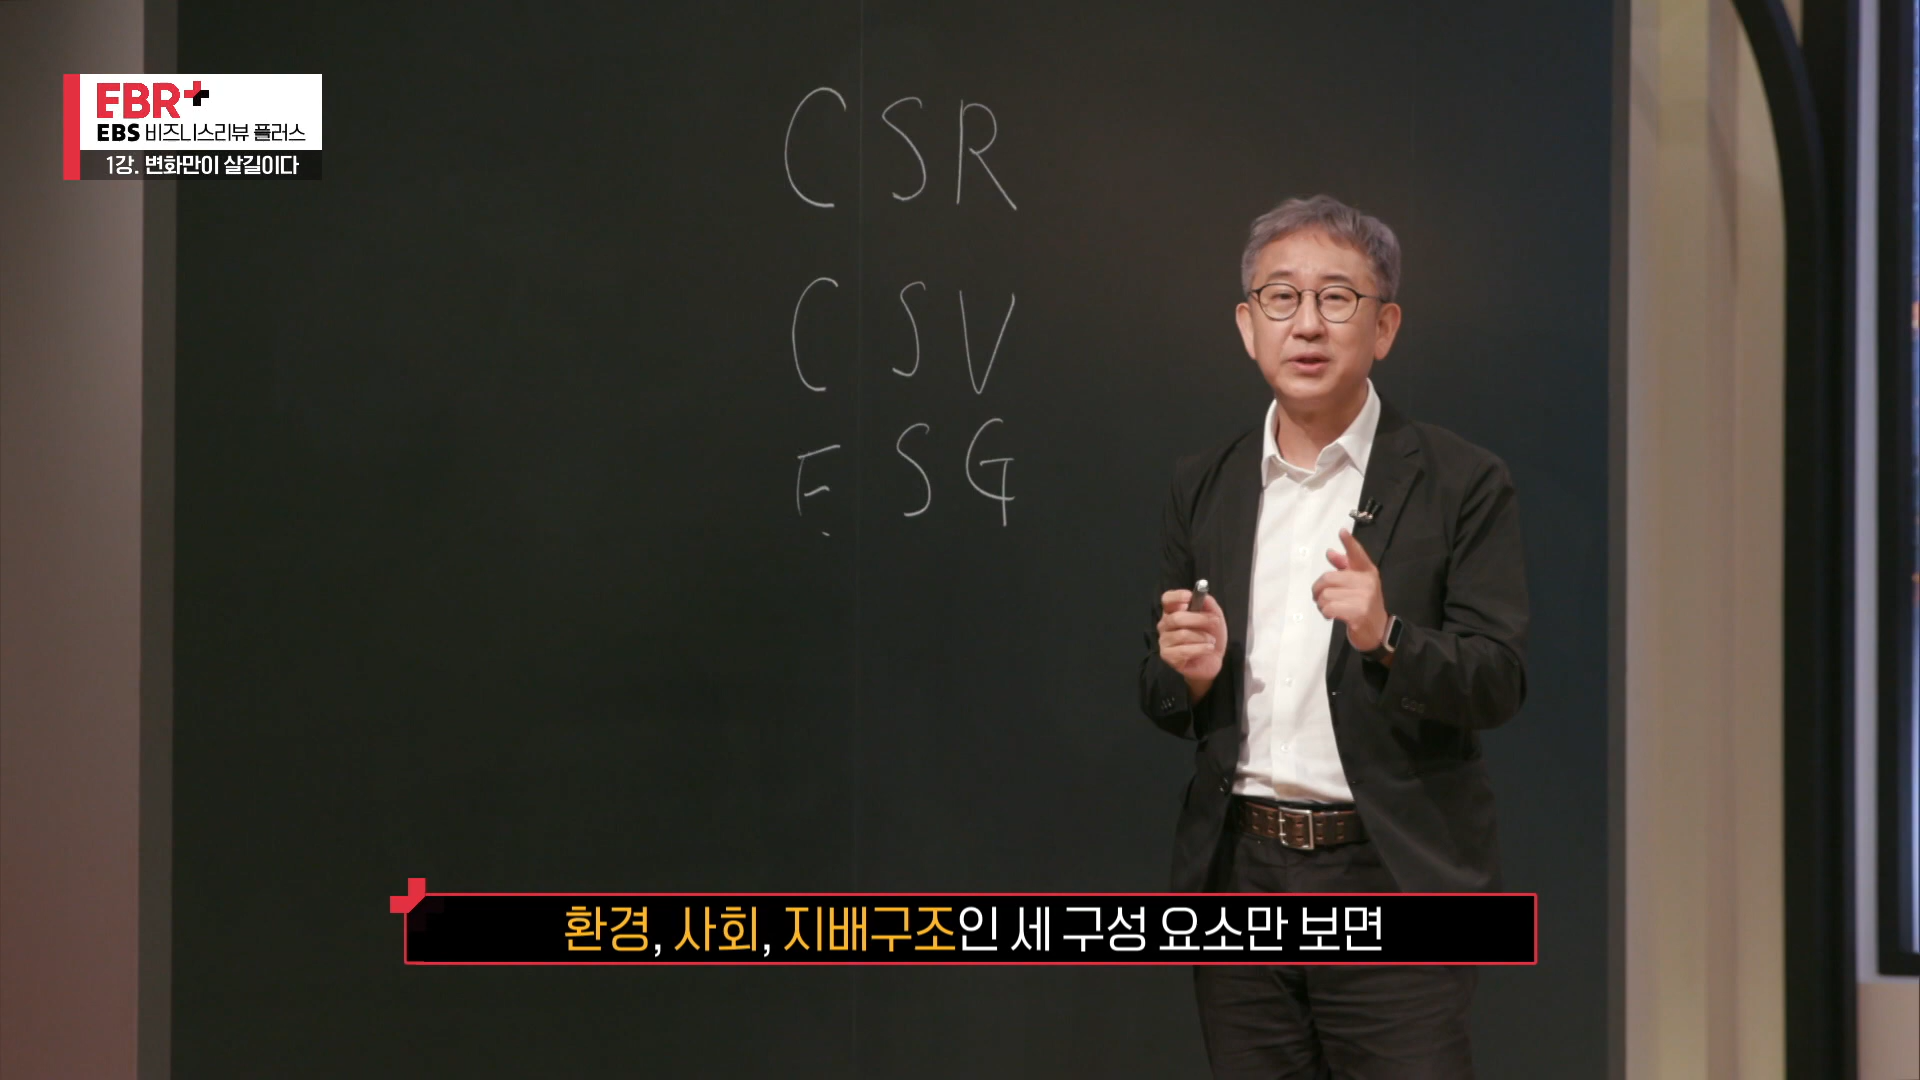 EBR+
EBS 비즈니스리뷰 플러스
1강. 변화만이 살길이다
CSR
CSV
ESG
환경, 사회, 지배구조인 세 구성 요소만 보면